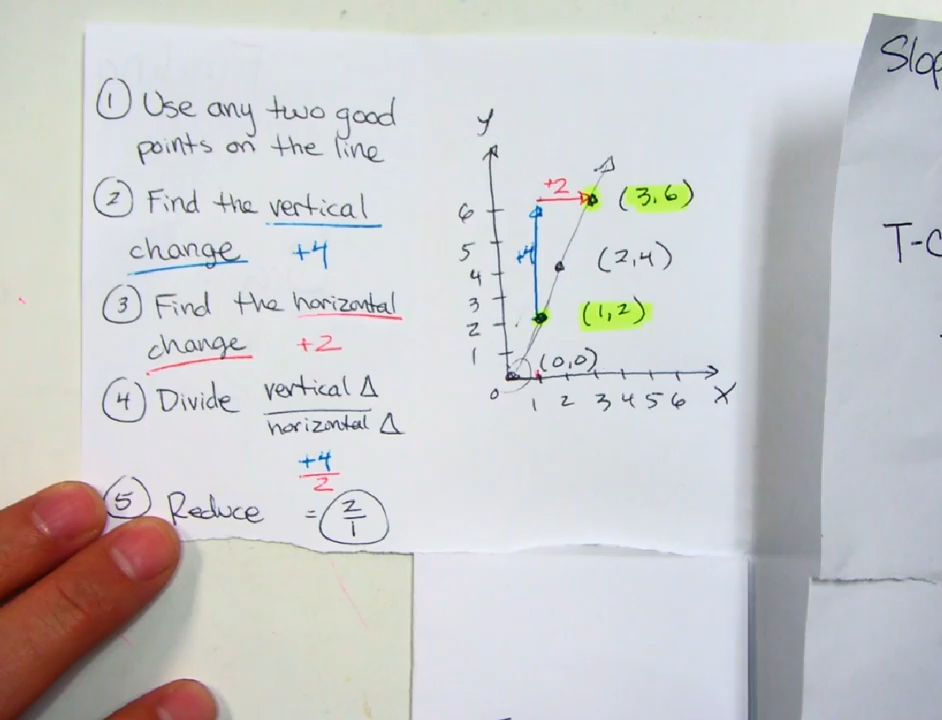 ① Use any two good
points on the line
② Find the vertical
change +4
③ Find the horizontal
change +2
④ Divide vertical Δ
horizontal Δ
+4
2
⑤ Reduce = 2
1
y
+2
(3,6)
6
5
+4
(2,4)
4
3
(1,2)
2
1
(0,0)
0 1 2 3 4 5 6 X